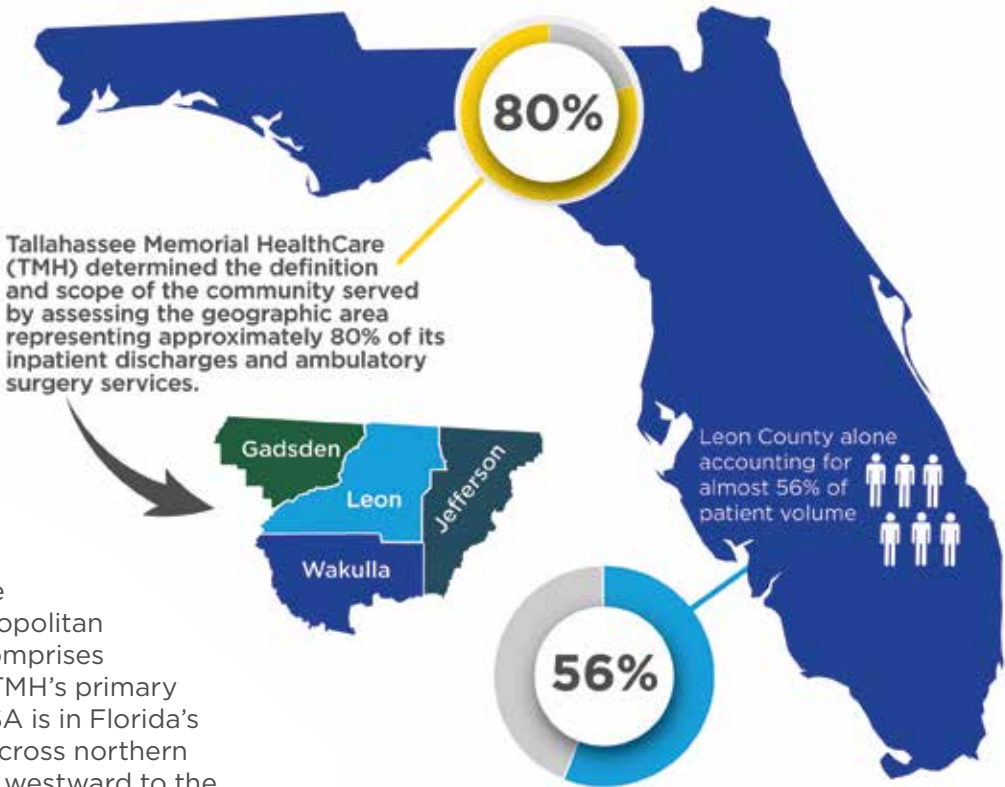 80%
Tallahassee Memorial HealthCare
(TMH) determined the definition
and scope of the community served
by assessing the geographic area
representing approximately 80% of its
inpatient discharges and ambulatory
surgery services.
Gadsden
Leon
Jefferson
Wakulla
Leon County alone
accounting for
almost 56% of
patient volume
56%
opolitan
omprises
TMH's primary
SA is in Florida's
cross northern
westward to the